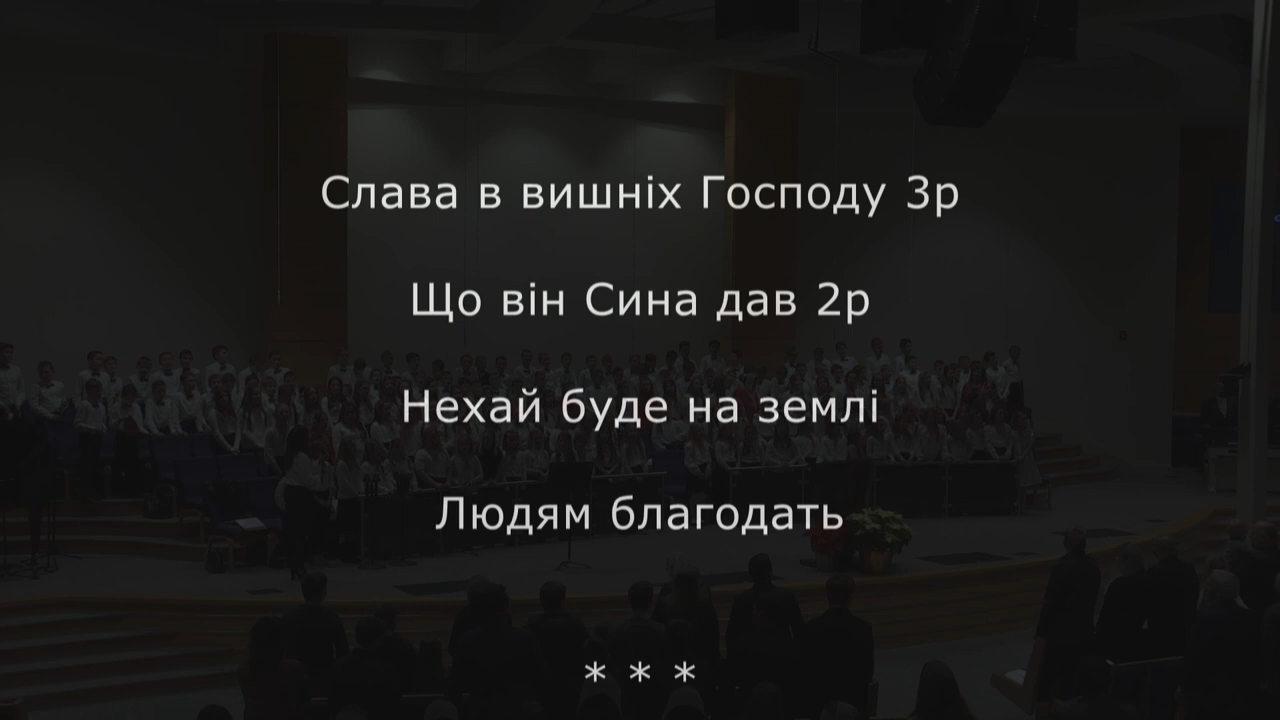 Слава в вишніх Господу 3р
Що він Сина дав 2р
Нехай буде на землі
Людям благодать
* * *